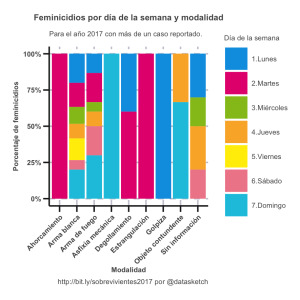 Feminicidios por día de la semana y modalidad
Para el año 2017 con más de un caso reportado.
Día de la semana
1.Lunes
2.Martes
3.Miércoles
4.Jueves
5.Viernes
6.Sábado
7.Domingo
Porcentaje de feminicidios
100%
75%
50%
25%
0%
Ahorcamiento
Arma blanca
Arma de fuego
Asfixia mecánica
Degollamiento
Estrangulación
Golpiza
Objeto contundente
Sin información
Modalidad
http://bit.ly/sobrevivientes2017 por @datasketch